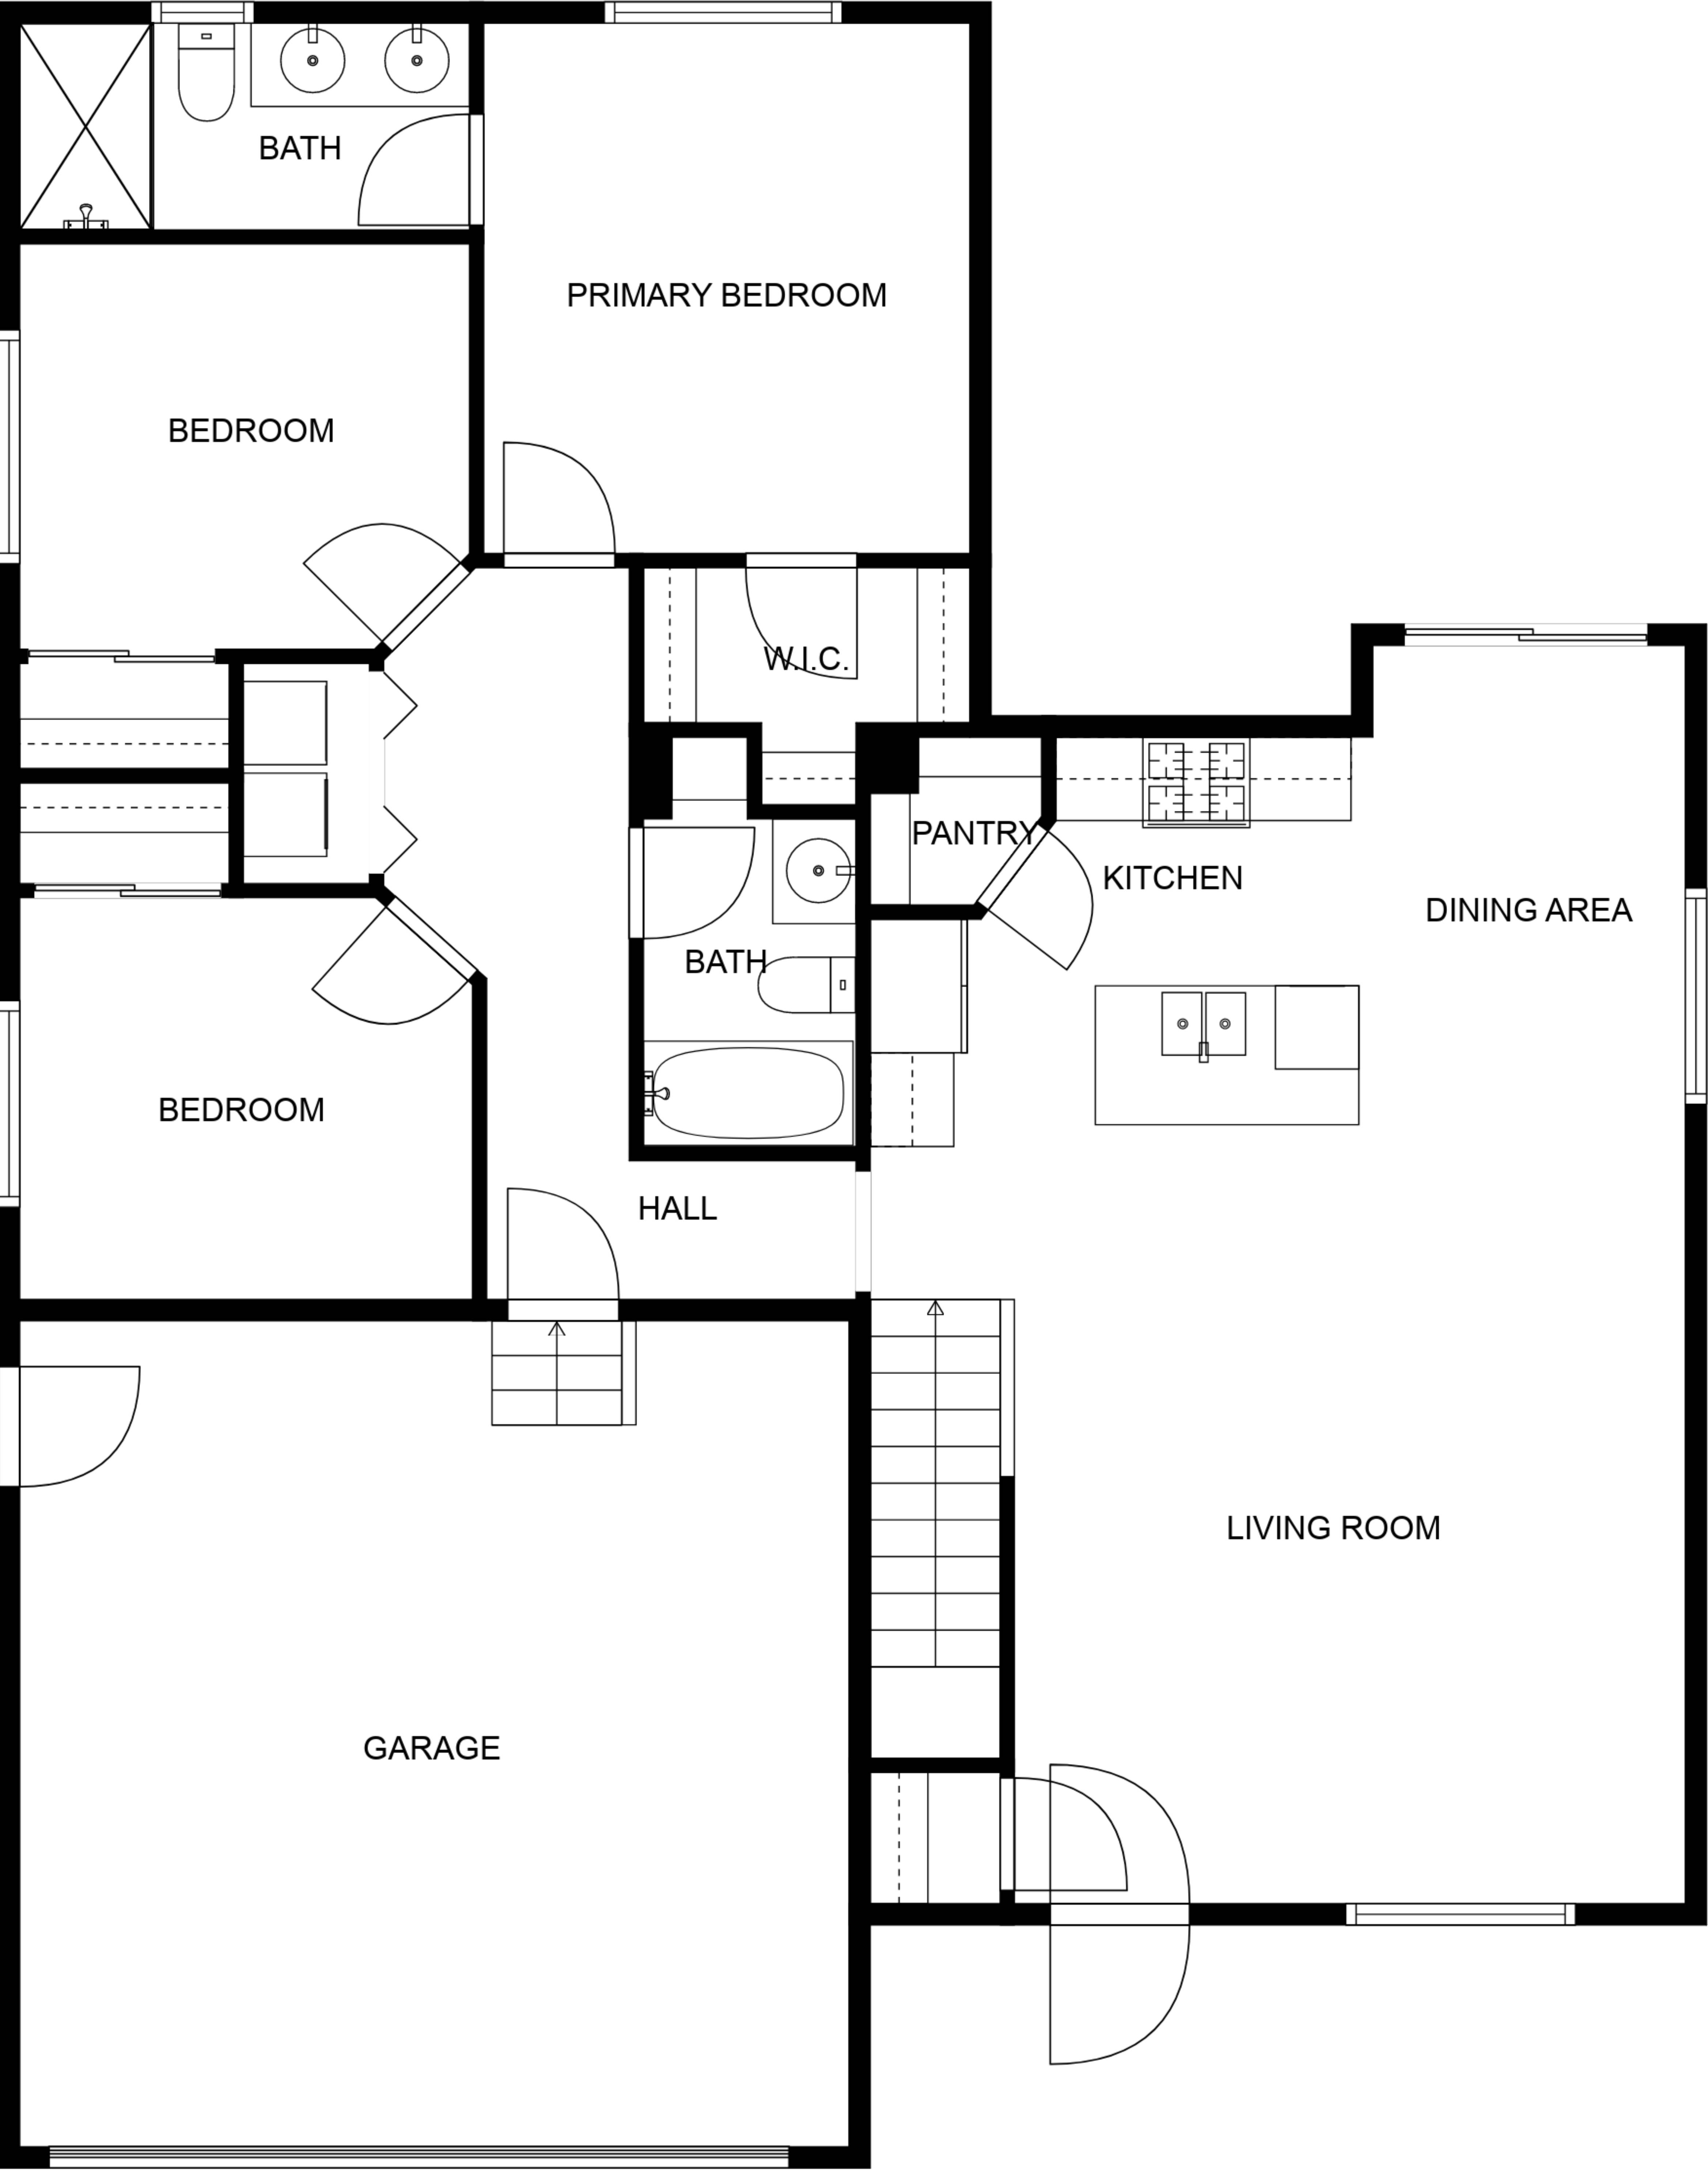 BATH
PRIMARY BEDROOM
BEDROOM
W.I.C.
PANTRY
KITCHEN
DINING AREA
BATH
BEDROOM
HALL
LIVING ROOM
GARAGE